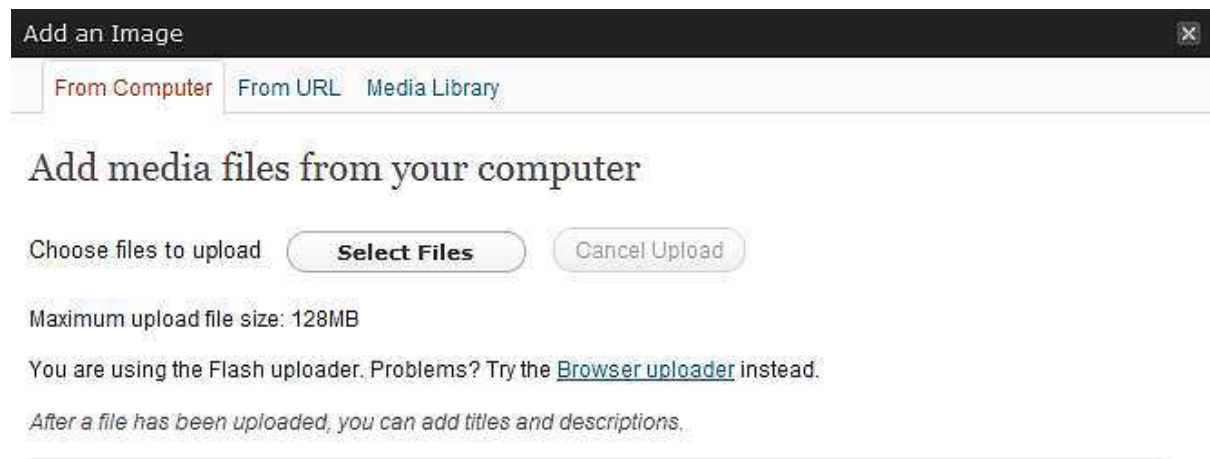 Add an Image
From Computer From URL Media Library
Add media files from your computer
Choose files to upload Select Files Cancel Upload
Maximum upload file size: 128MB
You are using the Flash uploader. Problems? Try the Browser uploader instead.
After a file has been uploaded, you can add titles and descriptions.